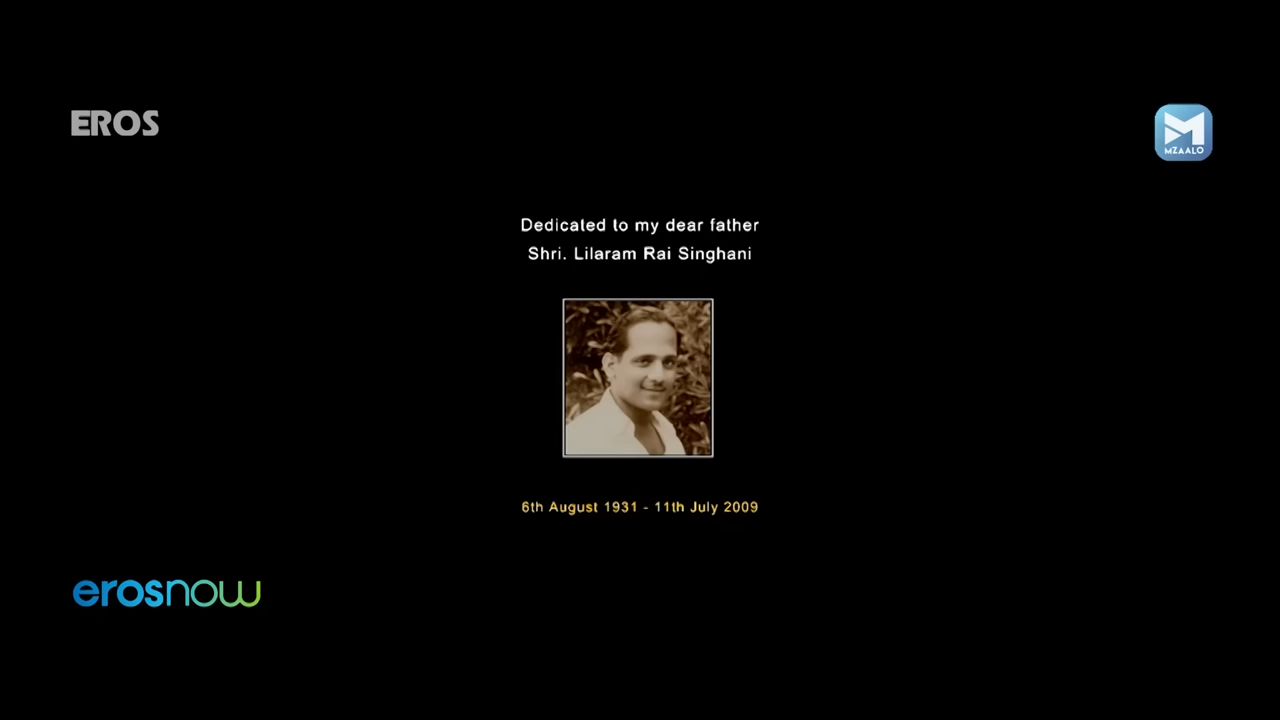 EROS
MZAALO
Dedicated to my dear father
Shri. Lilaram Rai Singhani
6th August 1931 - 11th July 2009
erosnow